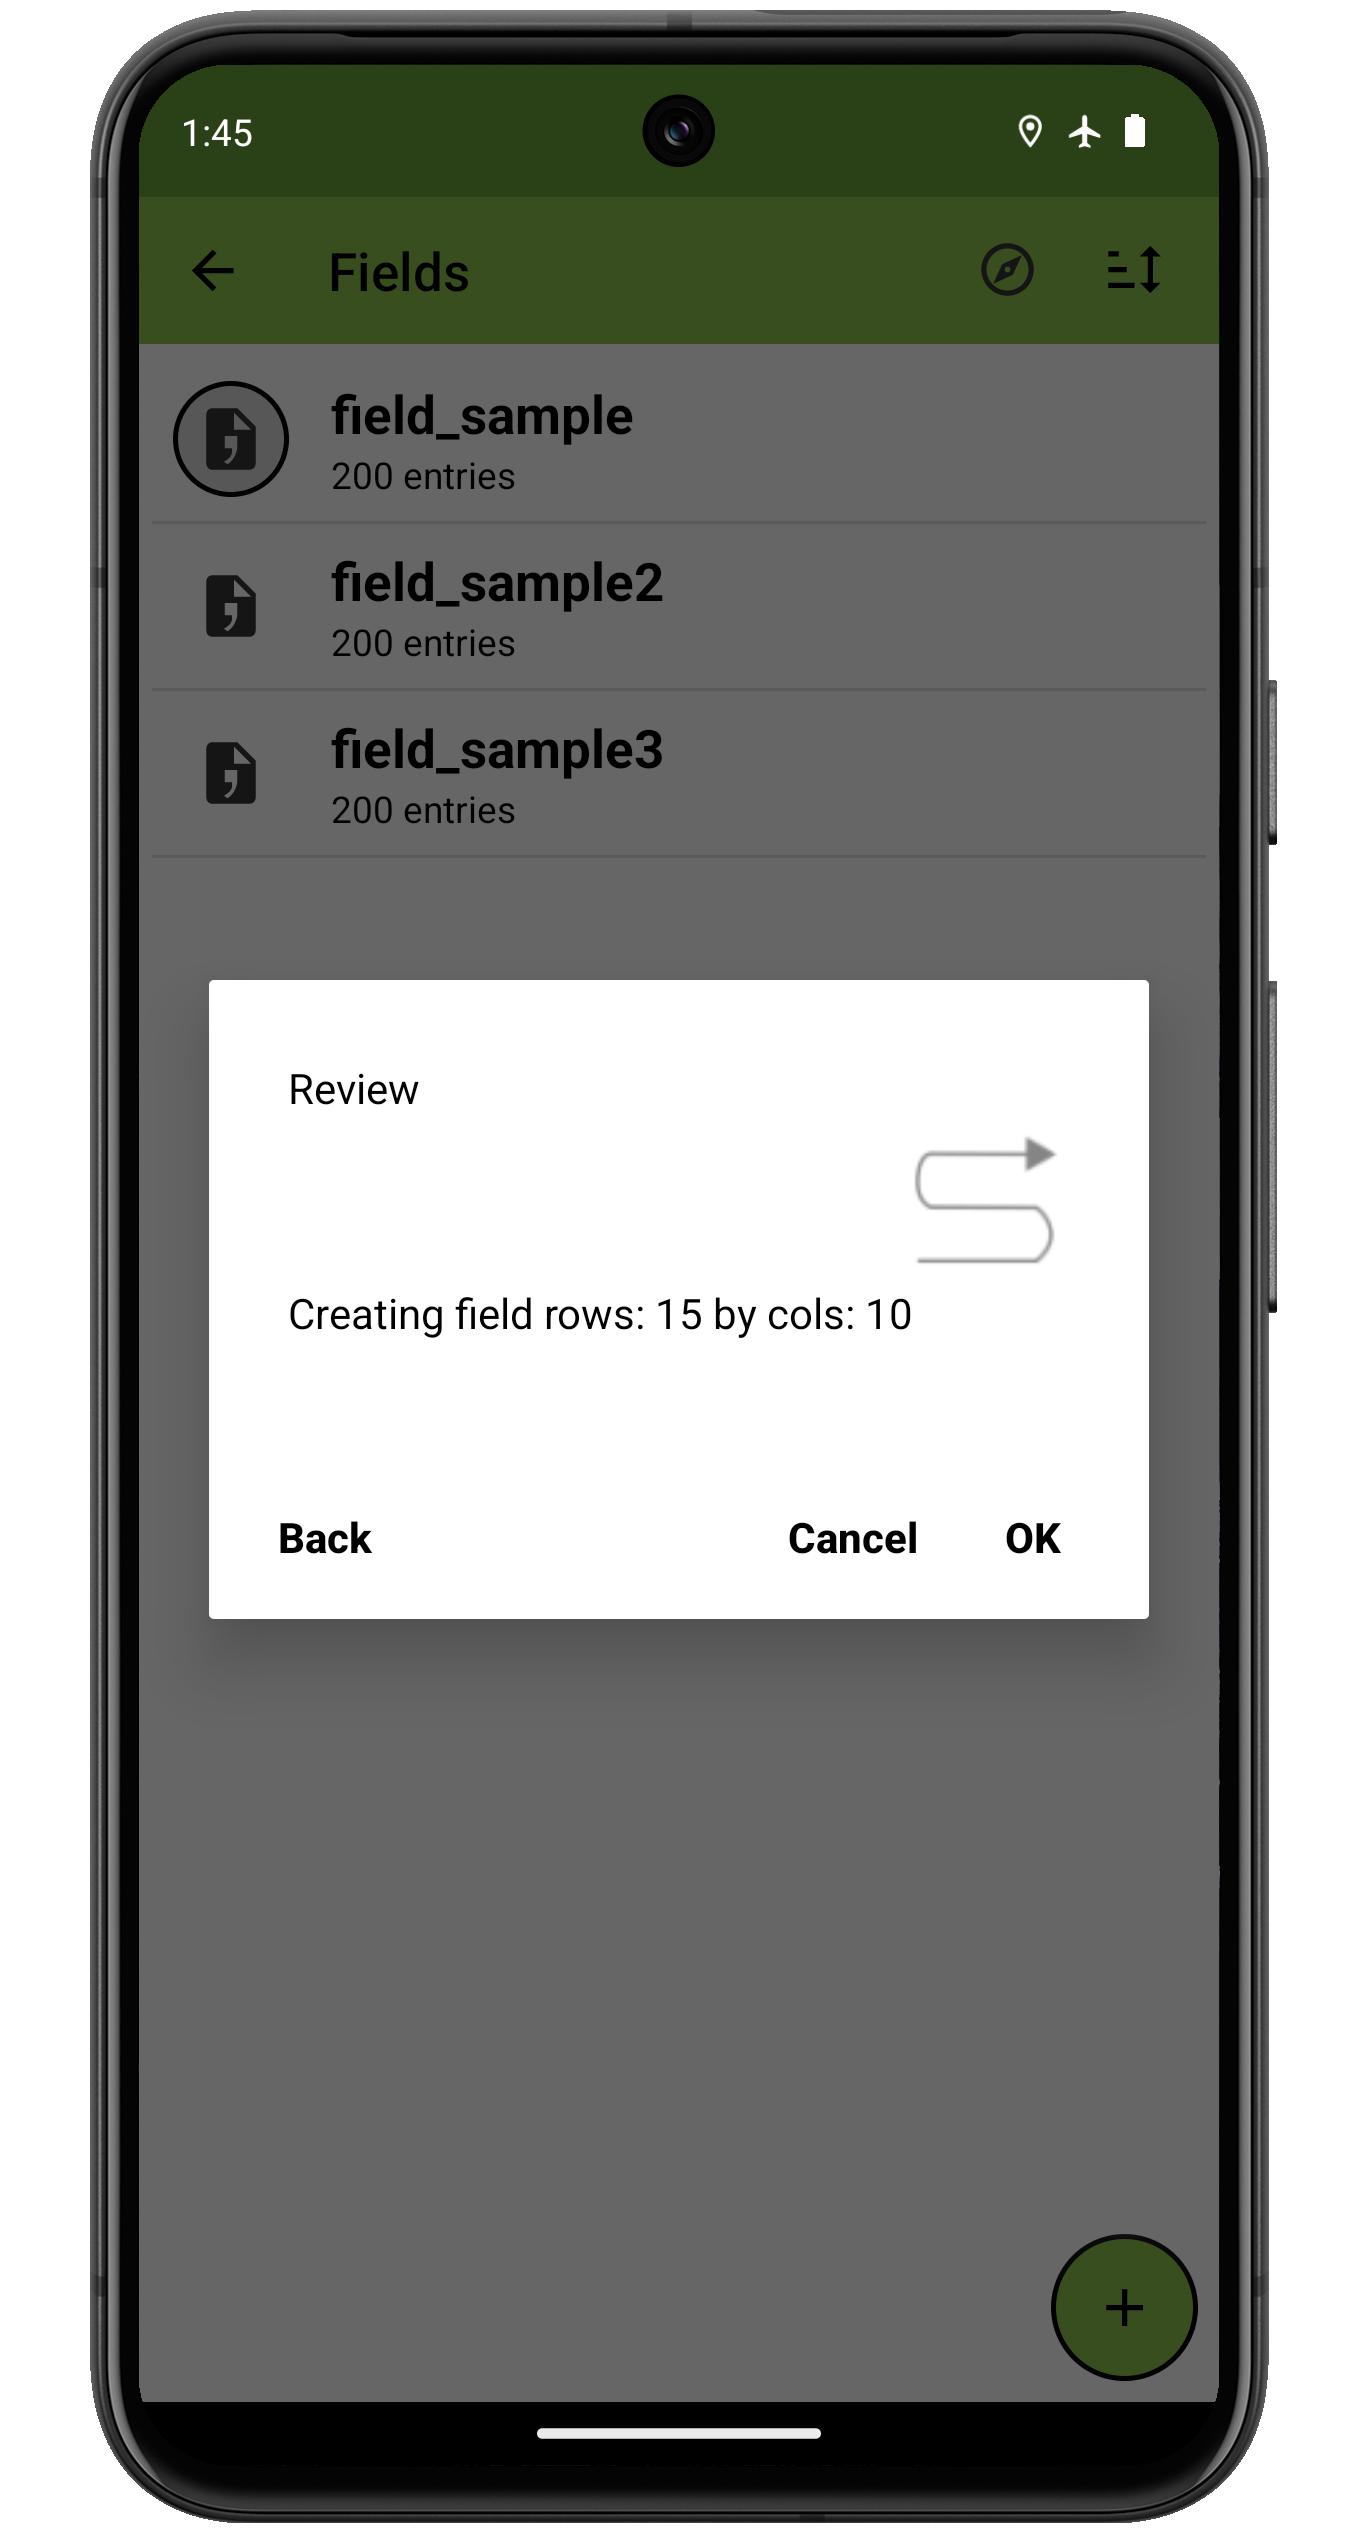 1:45
Fields
field_sample
200 entries
field_sample2
200 entries
field_sample3
200 entries
Review
Creating field rows: 15 by cols: 10
Back Cancel OK